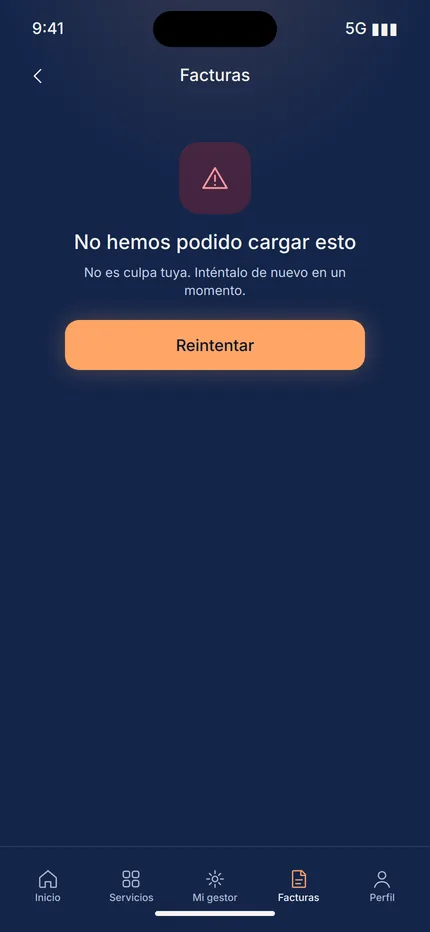 9:41
5G
Facturas
No hemos podido cargar esto
No es culpa tuya. Inténtalo de nuevo en un
momento.
Reintentar
Inicio
Servicios
Mi gestor
Facturas
Perfil